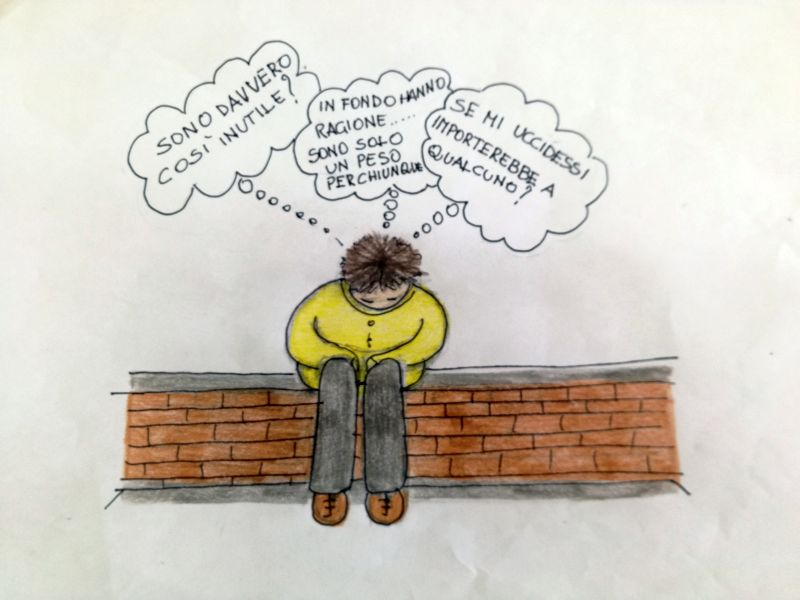 SONO DAVVERO
COSÌ INUTILE?
IN FONDO HANNO
RAGIONE.....
SONO SOLO
UN PESO
PER CHIUNQUE
SE MI UCCIDESSI
IMPORTEREBBE A
QUALCUNO?